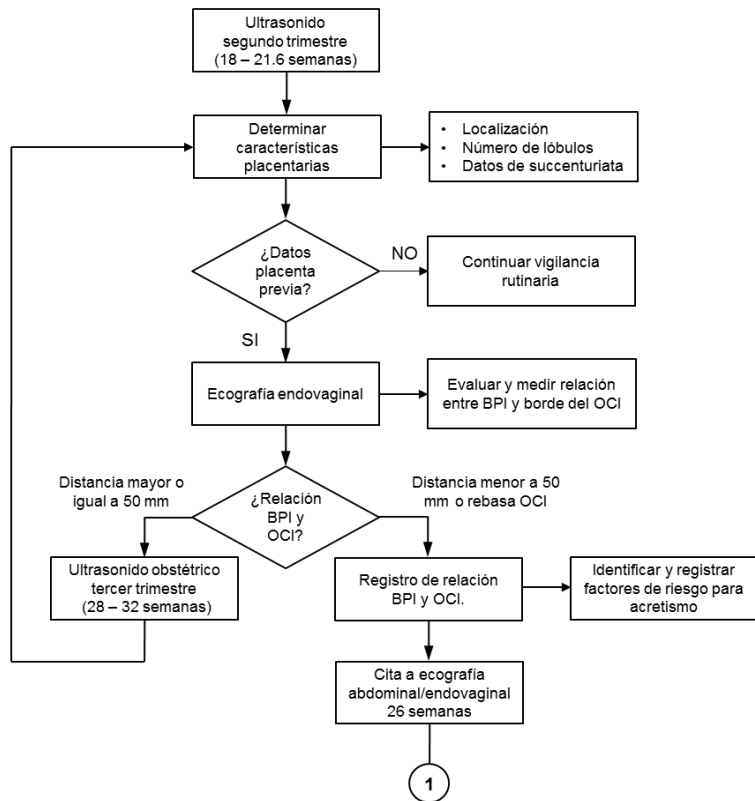 Ultrasonido
segundo trimestre
(18 – 21.6 semanas)
Determinar
características
placentarias
• Localización
• Número de lóbulos
• Datos de succenturiata
¿Datos
placenta
previa?
NO
Continuar vigilancia
rutinaria
SI
Ecografía endovaginal
Evaluar y medir relación
entre BPI y borde del OCI
Distancia mayor o
igual a 50 mm
¿Relación
BPI y
OCI?
Distancia menor a 50
mm o rebasa OCI
Ultrasonido obstétrico
tercer trimestre
(28 – 32 semanas)
Registro de relación
BPI y OCI.
Identificar y registrar
factores de riesgo para
acretismo
Cita a ecografía
abdominal/endovaginal
26 semanas
1